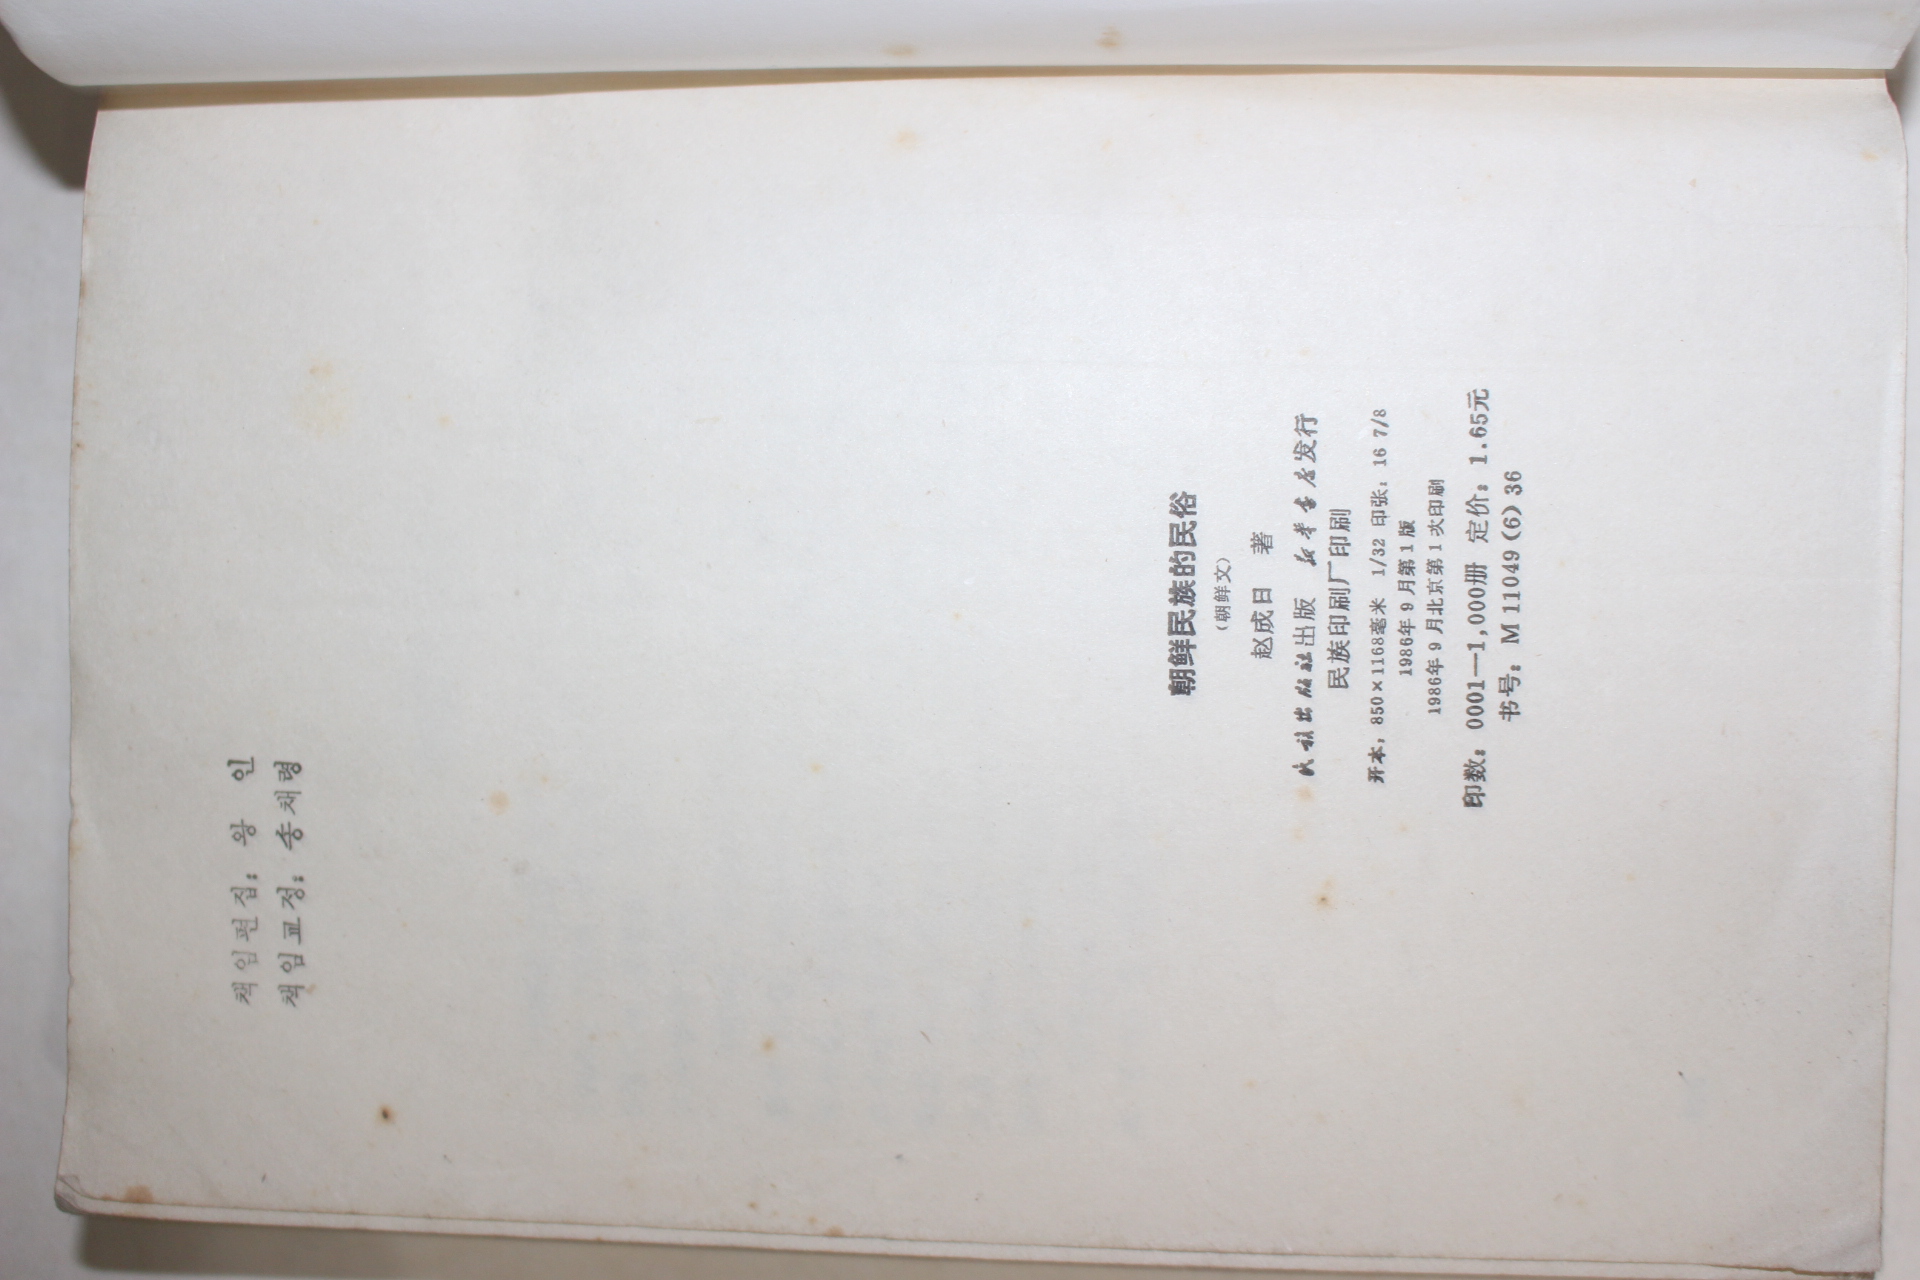 책임편집: 왕 인
책임교정: 송채령
朝鲜民族的民俗
(朝鲜文)
赵成日 著
民族出版社出版 新华书店发行
民族印刷厂印刷
开本: 850×1168毫米 1/32 印张: 16 7/8
1986年9月第1版
1986年9月北京第1次印刷
印数: 0001—1,000册 定价: 1.65元
书号: M11049(6)36